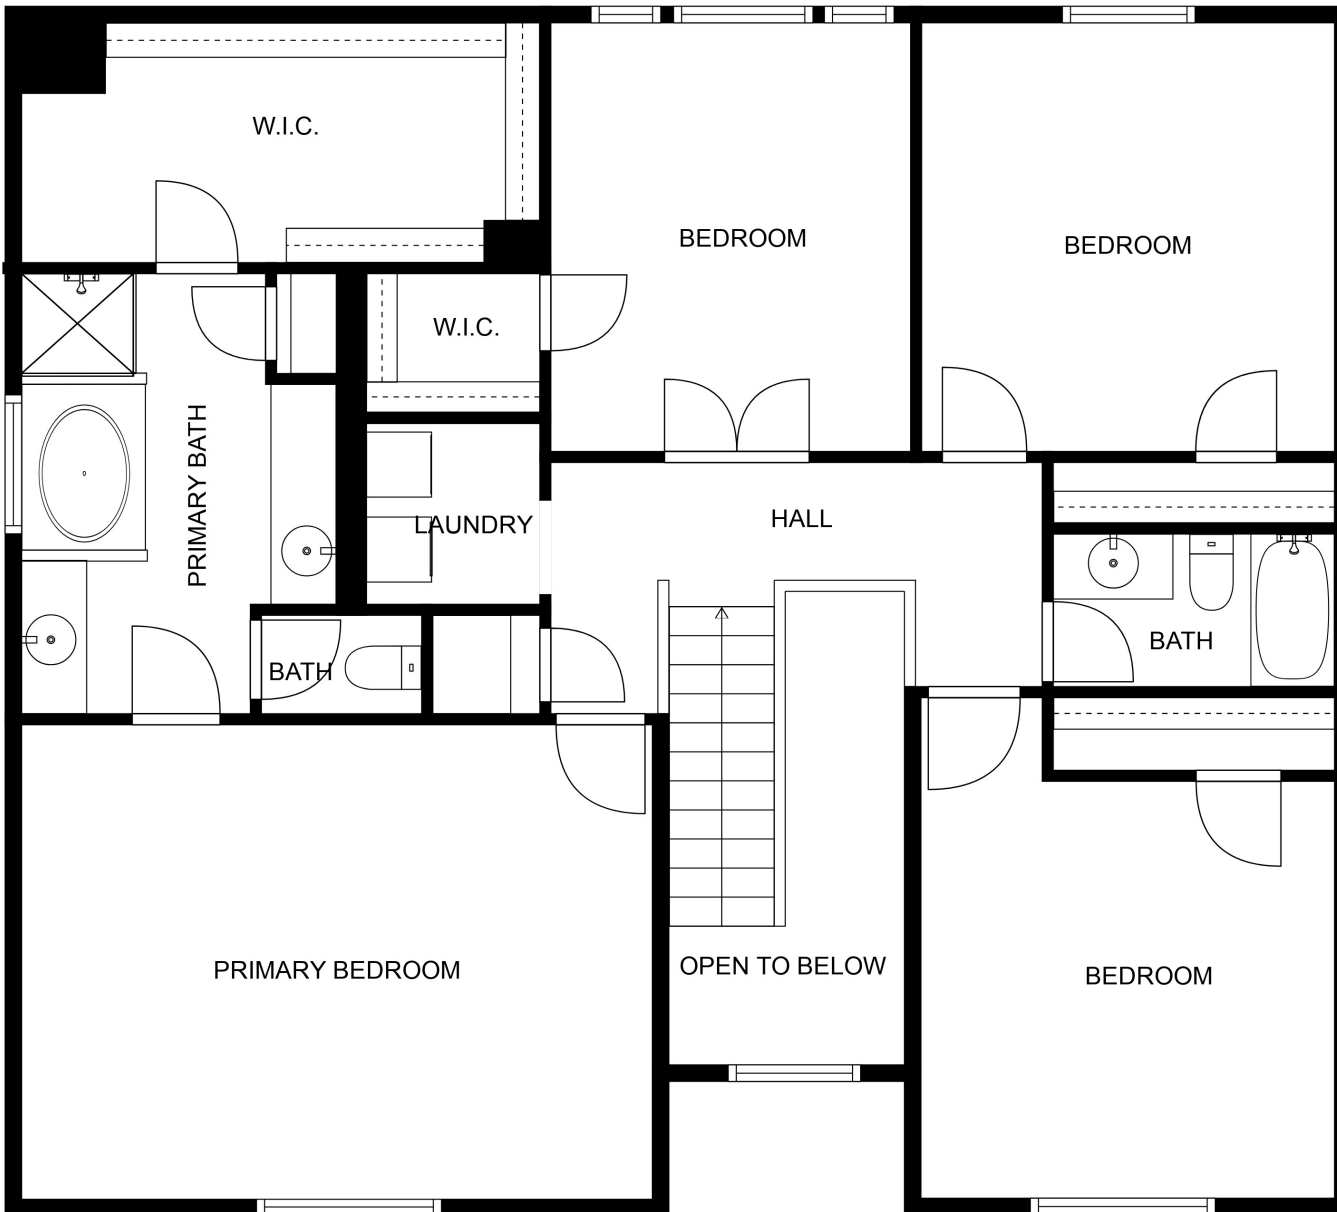 W.I.C.
BEDROOM
BEDROOM
W.I.C.
PRIMARY BATH
LAUNDRY
HALL
BATH
BATH
PRIMARY BEDROOM
OPEN TO BELOW
BEDROOM